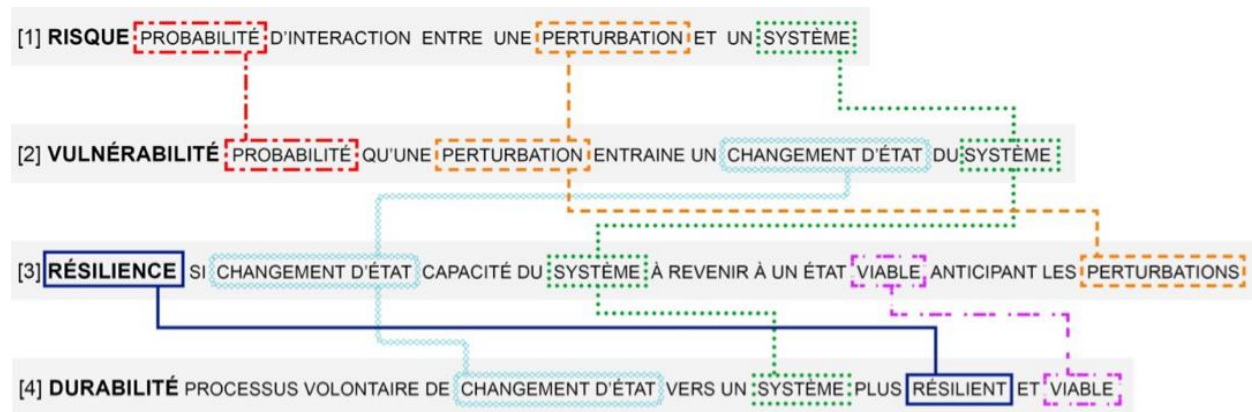 [1] RISQUE PROBABILITÉ D'INTERACTION ENTRE UNE PERTURBATION ET UN SYSTÈME
[2] VULNÉRABILITÉ PROBABILITÉ QU'UNE PERTURBATION ENTRAINE UN CHANGEMENT D'ÉTAT DU SYSTÈME
[3] RÉSILIENCE SI CHANGEMENT D'ÉTAT CAPACITÉ DU SYSTÈME À REVENIR À UN ÉTAT VIABLE ANTICIPANT LES PERTURBATIONS
[4] DURABILITÉ PROCESSUS VOLONTAIRE DE CHANGEMENT D'ÉTAT VERS UN SYSTÈME PLUS RÉSILIENT ET VIABLE